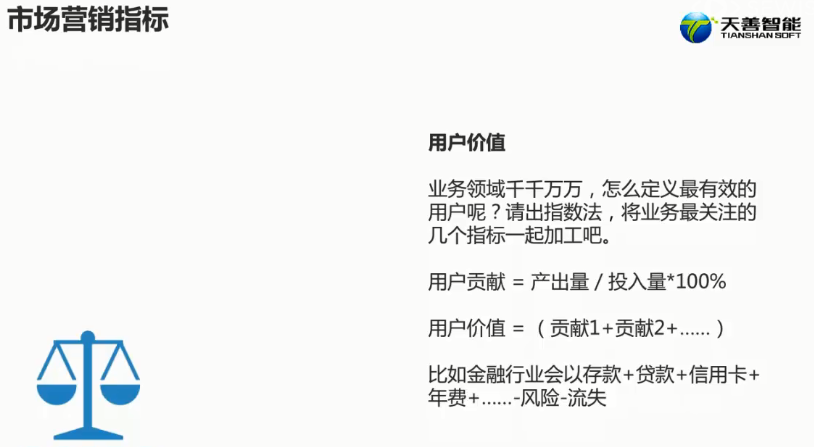 市场营销指标
天善智能
TIANSHAN SOFT
用户价值
业务领域千千万万，怎么定义最有效的
用户呢？请出指数法，将业务最关注的
几个指标一起加工吧。
用户贡献 = 产出量 / 投入量*100%
用户价值 = （ 贡献1+贡献2+…… ）
比如金融行业会以存款+贷款+信用卡+
年费+……-风险-流失